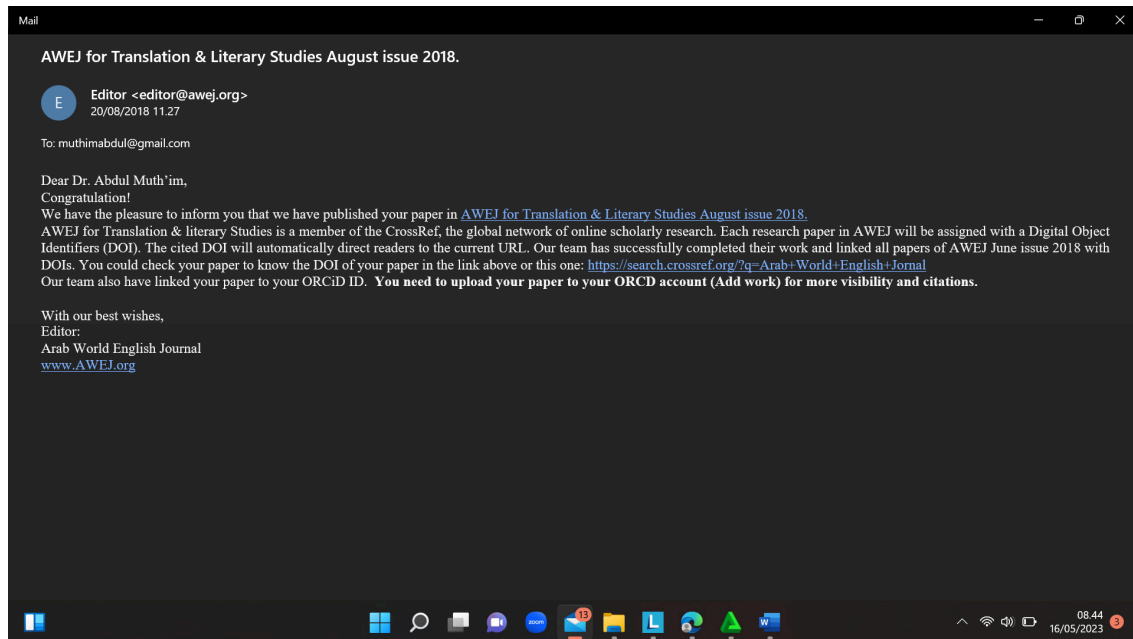 Mail
AWEJ for Translation & Literary Studies August issue 2018.
E
Editor <editor@awej.org>
20/08/2018 11.27
To: muthimabdul@gmail.com
Dear Dr. Abdul Muth'im,
Congratulation!
We have the pleasure to inform you that we have published your paper in AWEJ for Translation & Literary Studies August issue 2018.
AWEJ for Translation & literary Studies is a member of the CrossRef, the global network of online scholarly research. Each research paper in AWEJ will be assigned with a Digital Object
Identifiers (DOI). The cited DOI will automatically direct readers to the current URL. Our team has successfully completed their work and linked all papers of AWEJ June issue 2018 with
DOIs. You could check your paper to know the DOI of your paper in the link above or this one: https://search.crossref.org/?q=Arab+World+English+Jornal
Our team also have linked your paper to your ORCiD ID. You need to upload your paper to your ORCD account (Add work) for more visibility and citations.
With our best wishes,
Editor:
Arab World English Journal
www.AWEJ.org
zoom
13
L
W
08.44
16/05/2023
3